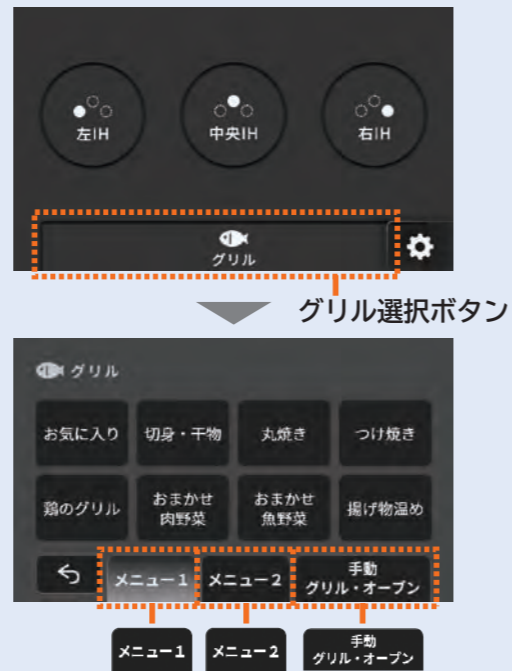 左IH
中央IH
右IH
グリル
グリル選択ボタン
グリル
お気に入り
切身・干物
丸焼き
つけ焼き
鶏のグリル
おまかせ
肉野菜
おまかせ
魚野菜
揚げ物温め
メニュー1
メニュー2
手動
グリル・オーブン
メニュー1
メニュー2
手動
グリル・オーブン